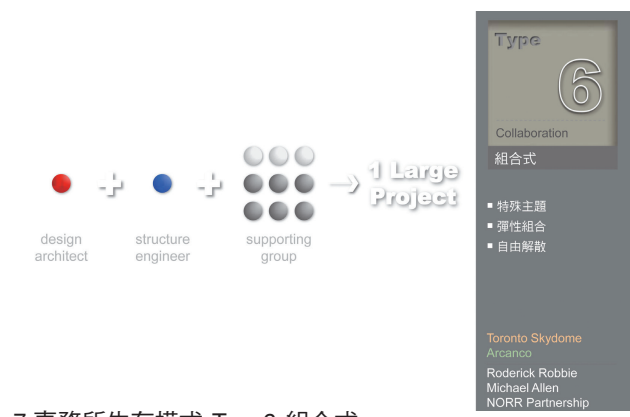 design
architect
structure
engineer
supporting
group
1 Large
Project
Type
6
Collaboration
組合式
▪ 特殊主題
▪ 彈性組合
▪ 自由解散
Toronto Skydome
Arcanco
Roderick Robbie
Michael Allen
NORR Partnership